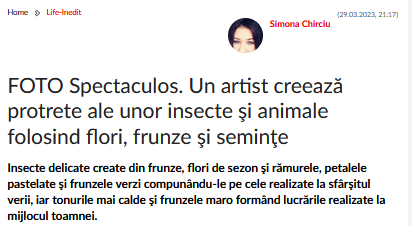 Home » Life-Inedit
Simona Chirciu
(29.03.2023, 21:17)
FOTO Spectaculos. Un artist creează
protrete ale unor insecte şi animale
folosind flori, frunze şi seminţe
Insecte delicate create din frunze, flori de sezon şi rămurele, petalele
pastelate şi frunzele verzi compunându-le pe cele realizate la sfârşitul
verii, iar tonurile mai calde şi frunzele maro formând lucrările realizate la
mijlocul toamnei.